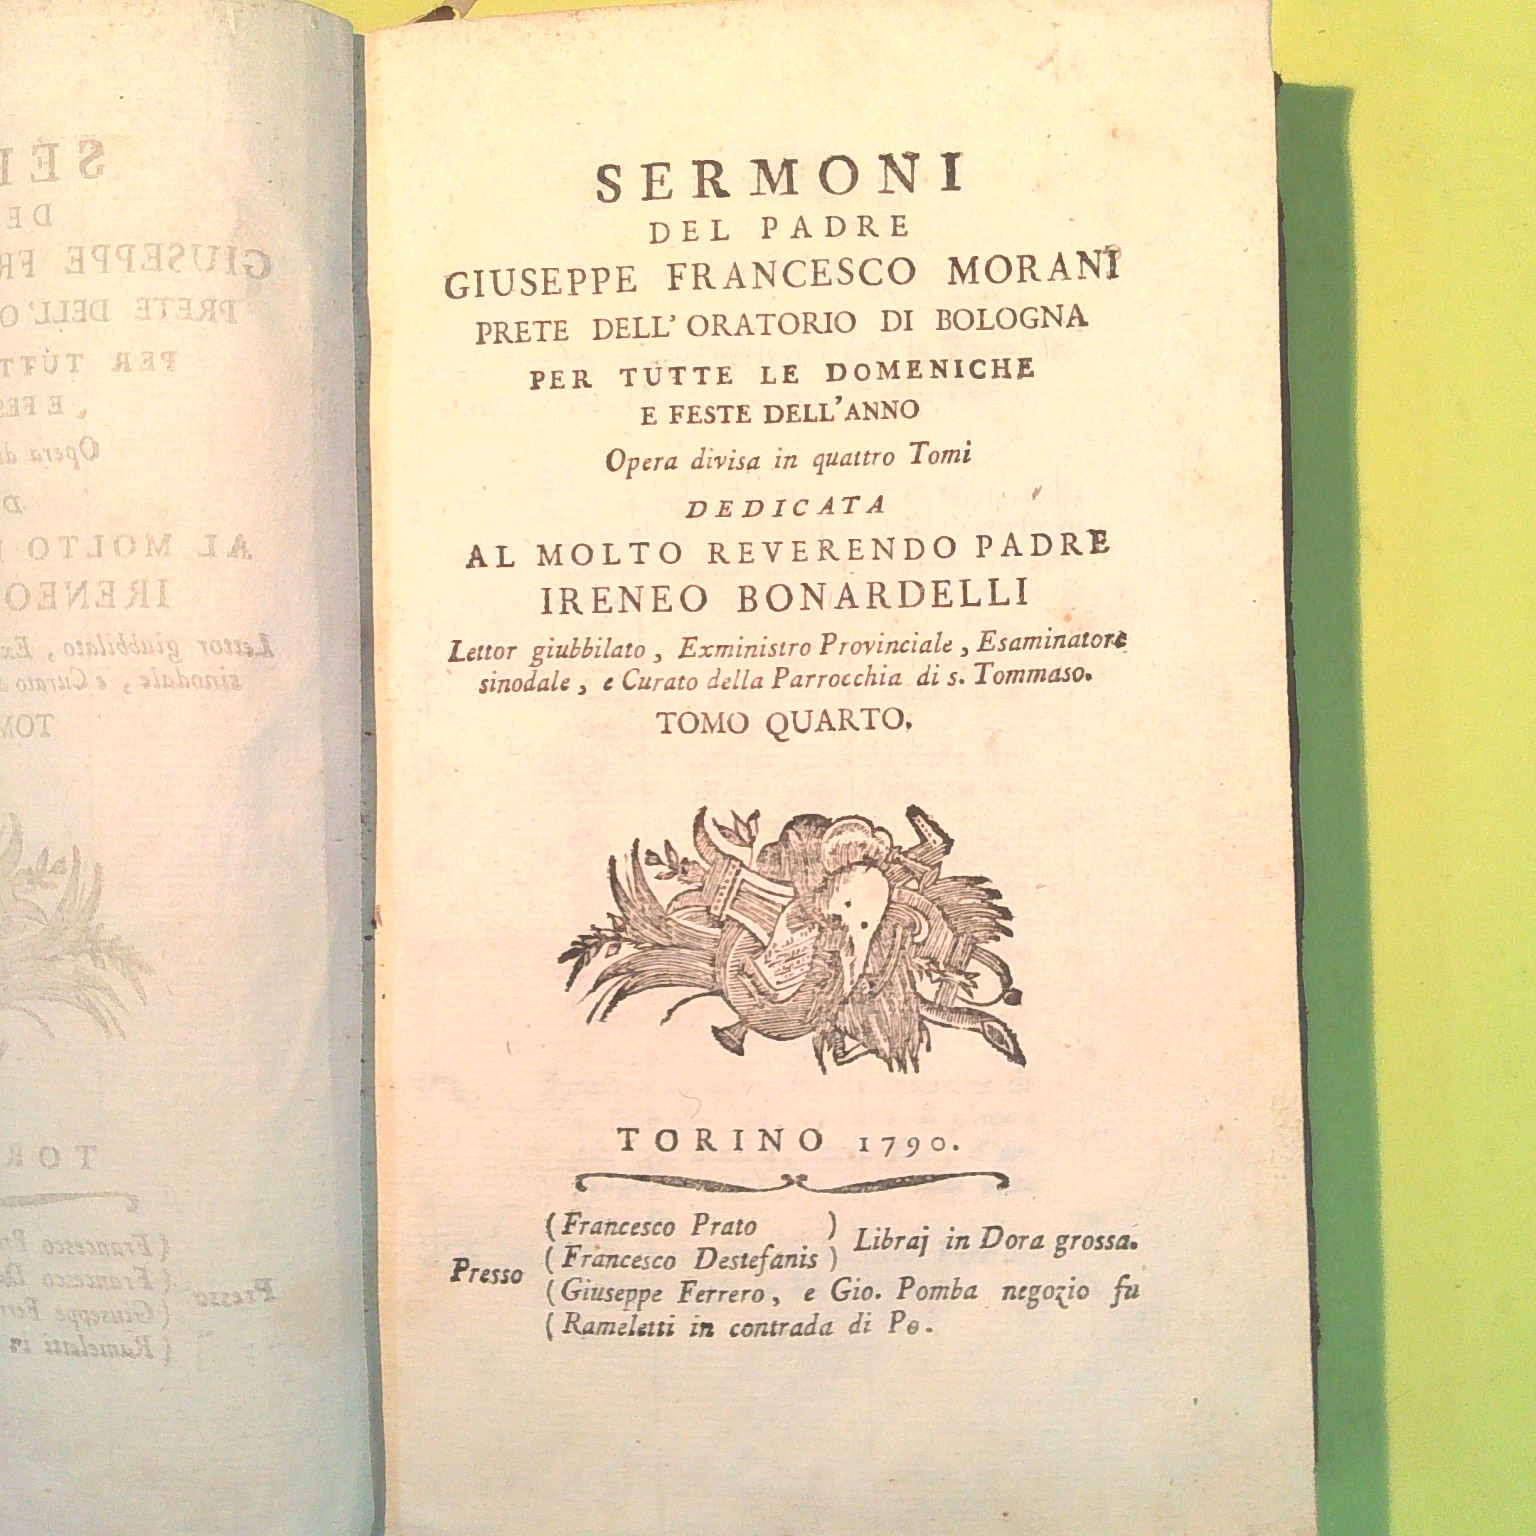 SERMONI
DEL PADRE
GIUSEPPE FRANCESCO MORANI
PRETE DELL' ORATORIO DI BOLOGNA
PER TUTTE LE DOMENICHE
E FESTE DELL'ANNO
Opera divisa in quattro Tomi
DEDICATA
AL MOLTO REVERENDO PADRE
IRENEO BONARDELLI
Lettor giubbilato, Exministro Provinciale, Esaminatore
sinodale, e Curato della Parrocchia di s. Tommaso.
TOMO QUARTO.
TORINO 1790.
Presso
(Francesco Prato )
(Francesco Destefanis) Libraj in Dora grossa.
(Giuseppe Ferrero, e Gio. Pomba negozio fu
(Rameletti in contrada di Po.